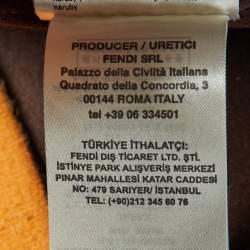 naruby
PRODUCER / URETICI
FENDI SRL
Palazzo della Civiltà Italiana
Quadrato della Concordia, 3
00144 ROMA ITALY
tel +39 06 334501
TÜRKİYE İTHALATÇI:
FENDI DIŞ TİCARET LTD. ŞTİ.
İSTİNYE PARK ALIŞVERİŞ MERKEZİ
PINAR MAHALLESI KATAR CADDESİ
NO: 479 SARIYER/ İSTANBUL
TEL: (+90)212 345 60 76